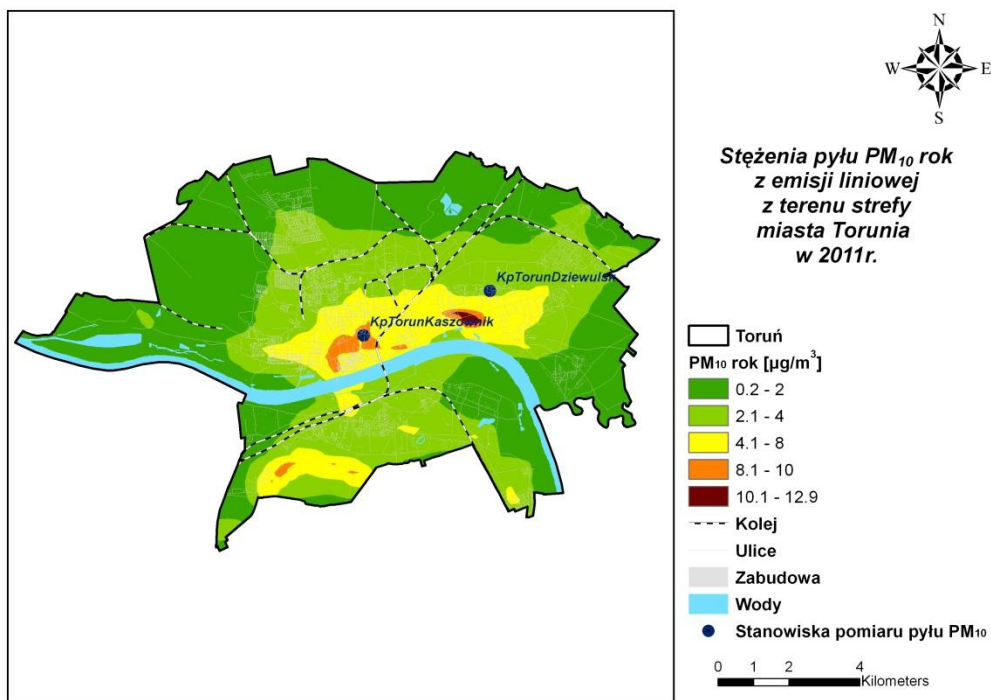 N
W E
S
Stężenia pyłu PM10 rok
z emisji liniowej
z terenu strefy
miasta Torunia
w 2011r.
KpTorunDziewulsk
KpTorunKaszownik
Toruń
PM10 rok [µg/m³]
0.2 - 2
2.1 - 4
4.1 - 8
8.1 - 10
10.1 - 12.9
Kolej
Ulice
Zabudowa
Wody
Stanowiska pomiaru pyłu PM10
0 1 2 4
Kilometers